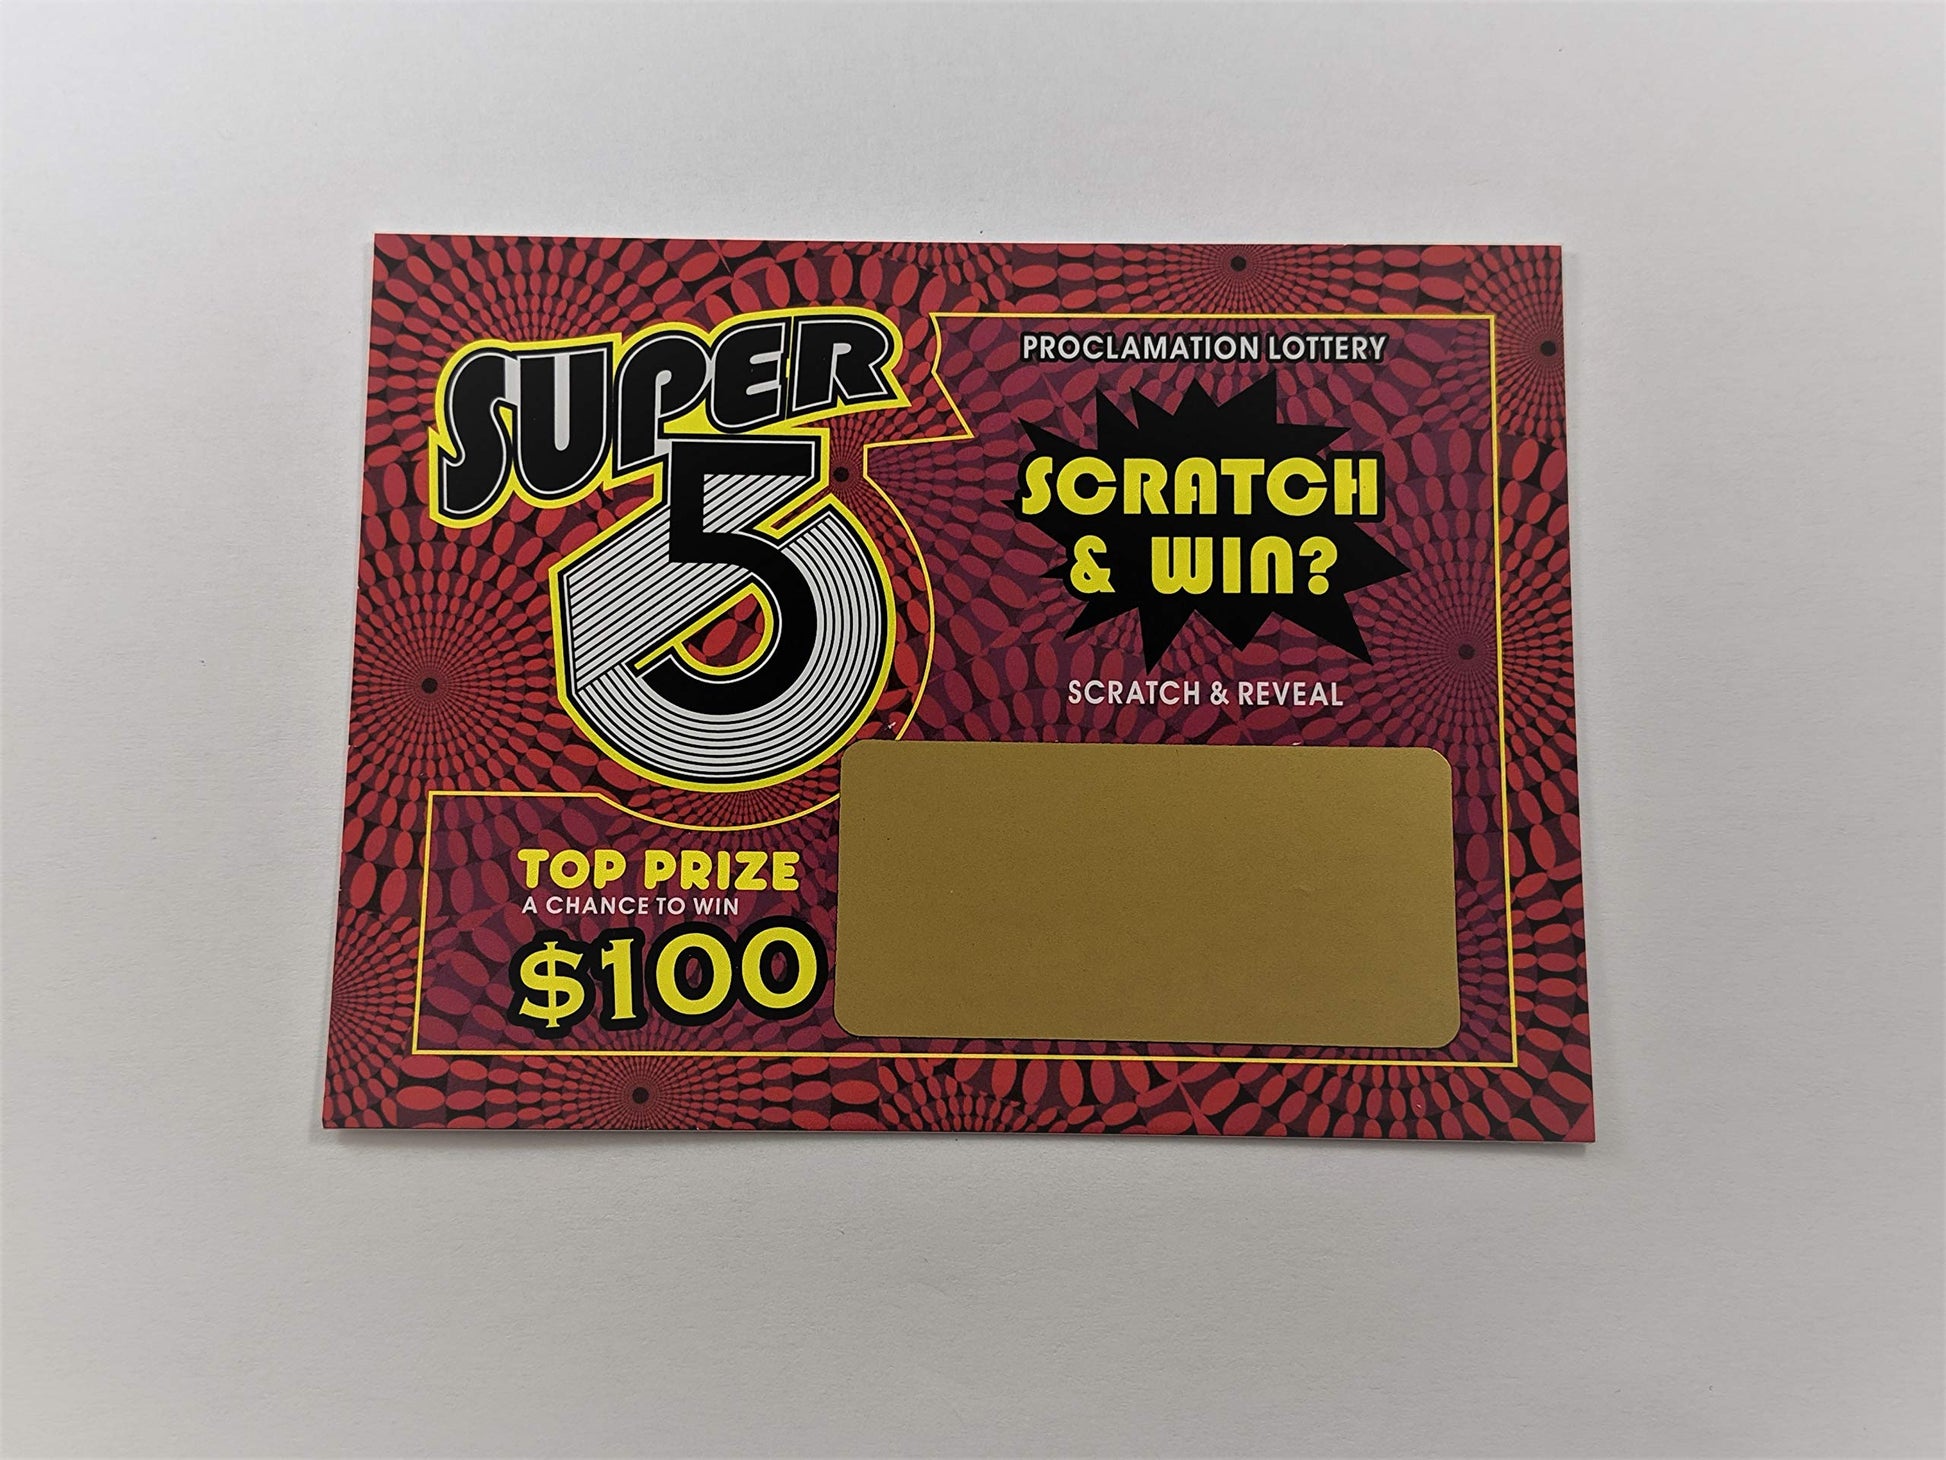 SUPER
5
PROCLAMATION LOTTERY
SCRATCH
& WIN?
SCRATCH & REVEAL
TOP PRIZE
A CHANCE TO WIN
$100